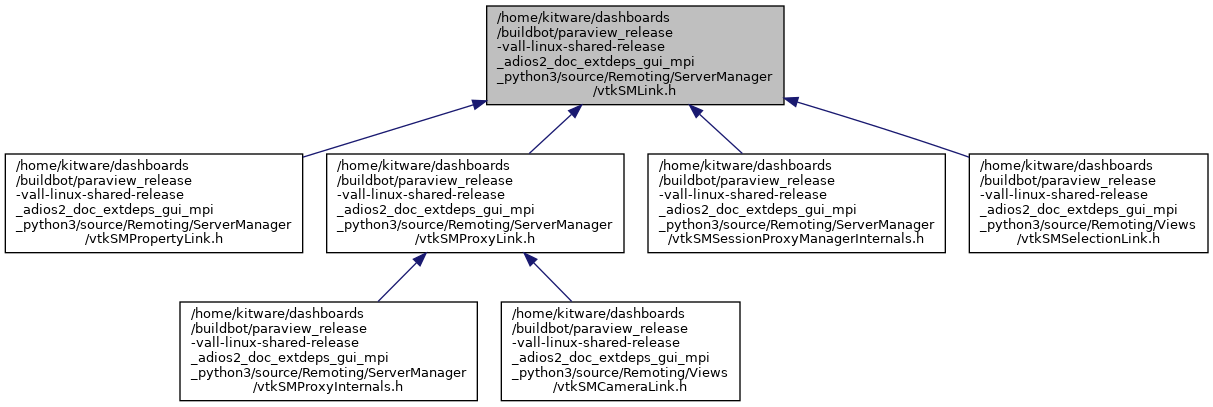 /home/kitware/dashboards
/buildbot/paraview_release
-vall-linux-shared-release
_adios2_doc_extdeps_gui_mpi
_python3/source/Remoting/ServerManager
/vtkSMLink.h
/home/kitware/dashboards
/buildbot/paraview_release
-vall-linux-shared-release
_adios2_doc_extdeps_gui_mpi
_python3/source/Remoting/ServerManager
/vtkSMPropertyLink.h
/home/kitware/dashboards
/buildbot/paraview_release
-vall-linux-shared-release
_adios2_doc_extdeps_gui_mpi
_python3/source/Remoting/ServerManager
/vtkSMProxyLink.h
/home/kitware/dashboards
/buildbot/paraview_release
-vall-linux-shared-release
_adios2_doc_extdeps_gui_mpi
_python3/source/Remoting/ServerManager
/vtkSMSessionProxyManagerInternals.h
/home/kitware/dashboards
/buildbot/paraview_release
-vall-linux-shared-release
_adios2_doc_extdeps_gui_mpi
_python3/source/Remoting/Views
/vtkSMSelectionLink.h
/home/kitware/dashboards
/buildbot/paraview_release
-vall-linux-shared-release
_adios2_doc_extdeps_gui_mpi
_python3/source/Remoting/ServerManager
/vtkSMProxyInternals.h
/home/kitware/dashboards
/buildbot/paraview_release
-vall-linux-shared-release
_adios2_doc_extdeps_gui_mpi
_python3/source/Remoting/Views
/vtkSMCameraLink.h